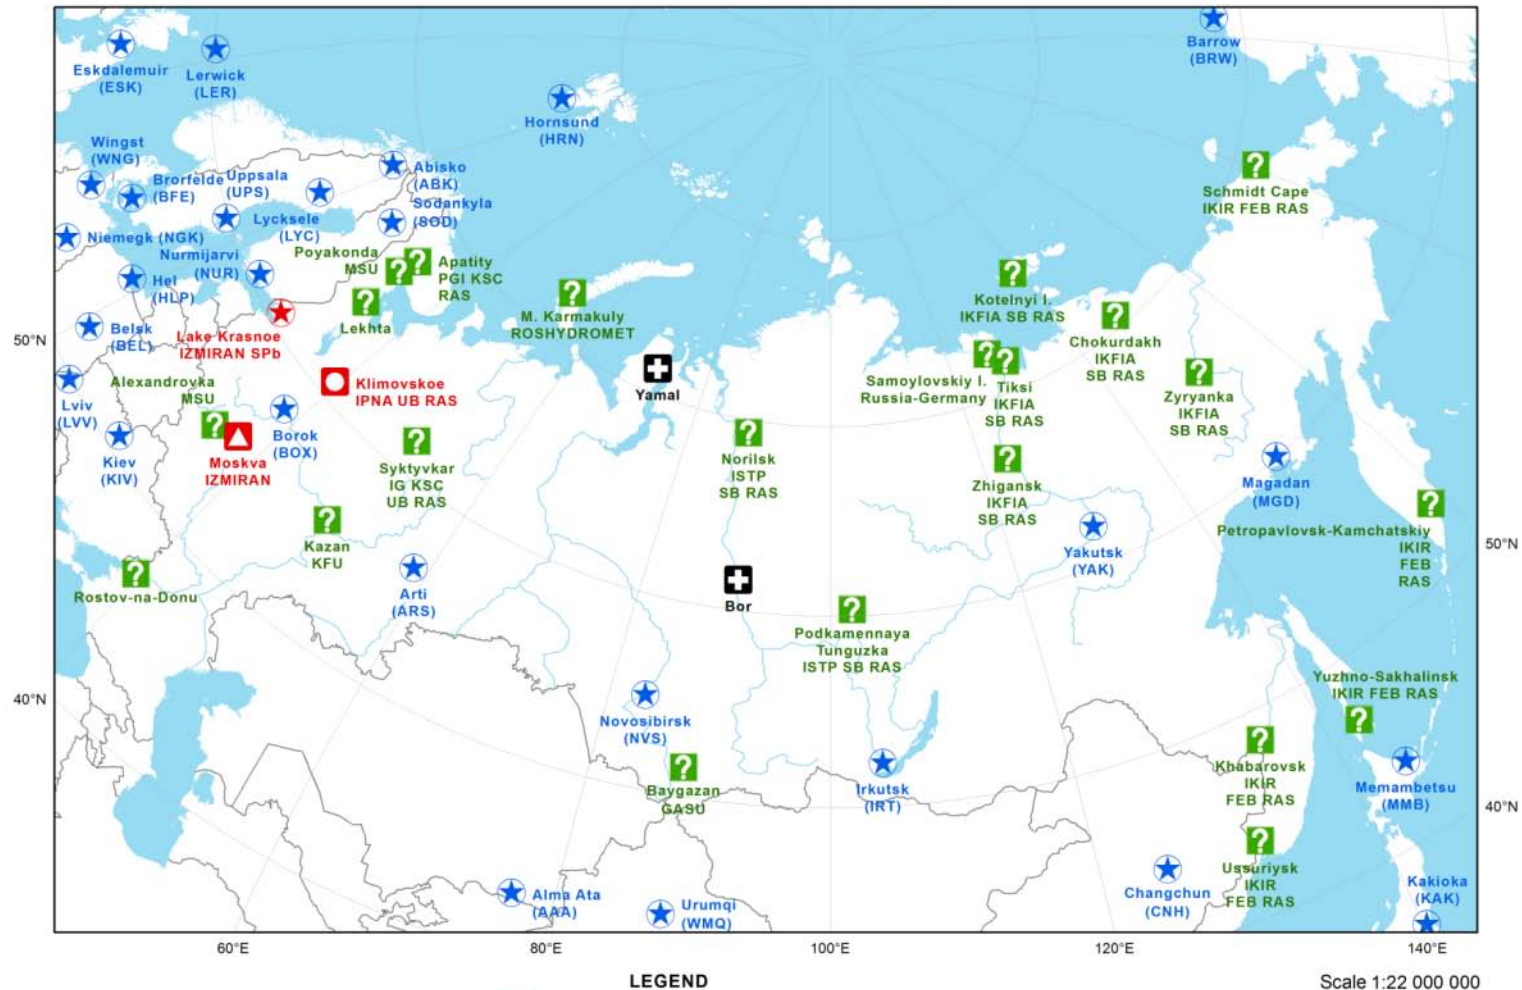 Eskdalemuir
(ESK)
Lerwick
(LER)
Hornsund
(HRN)
Barrow
(BRW)
Wingst
(WNG)
Brorfelde
(BFE)
Uppsala
(UPS)
Abisko
(ABK)
Sodankyla
(SOD)
Lycksele
(LYC)
Niemegk (NGK)
Nurmijarvi
(NUR)
Hel
(HLP)
Poyakonda
MSU
Apatity
PGI KSC
RAS
Schmidt Cape
IKIR FEB RAS
M. Karmakuly
ROSHYDROMET
Kotelnyi I.
IKFIA SB RAS
Lekhta
Lake Krasnoe
IZMIRAN SPb
Belsk
(BEL)
50°N
Chokurdakh
IKFIA
SB RAS
Alexandrovka
MSU
Klimovskoe
IPNA UB RAS
Yamal
Samoylovskiy I.
Russia-Germany
Tiksi
IKFIA
SB RAS
Zyryanka
IKFIA
SB RAS
Lviv
(LVV)
Kiev
(KIV)
Borok
(BOX)
Moskva
IZMIRAN
Syktyvkar
IG KSC
UB RAS
Norilsk
ISTP
SB RAS
Zhigansk
IKFIA
SB RAS
Magadan
(MGD)
Petropavlovsk-Kamchatskiy
IKIR
FEB
RAS
50°N
Kazan
KFU
Yakutsk
(YAK)
Rostov-na-Donu
Arti
(ARS)
Bor
Podkamennaya
Tunguzka
ISTP SB RAS
40°N
Yuzhno-Sakhalinsk
IKIR FEB RAS
Novosibirsk
(NVS)
Baygazan
GASU
Irkutsk
(IRT)
Khabarovsk
IKIR
FEB RAS
Memambetsu
(MMB)
40°N
Alma Ata
(AAA)
Urumqi
(WMQ)
Changchun
(CNH)
Ussuriysk
IKIR
FEB RAS
Kakioka
(KAK)
60°E
80°E
100°E
120°E
140°E
LEGEND
Scale 1:22 000 000